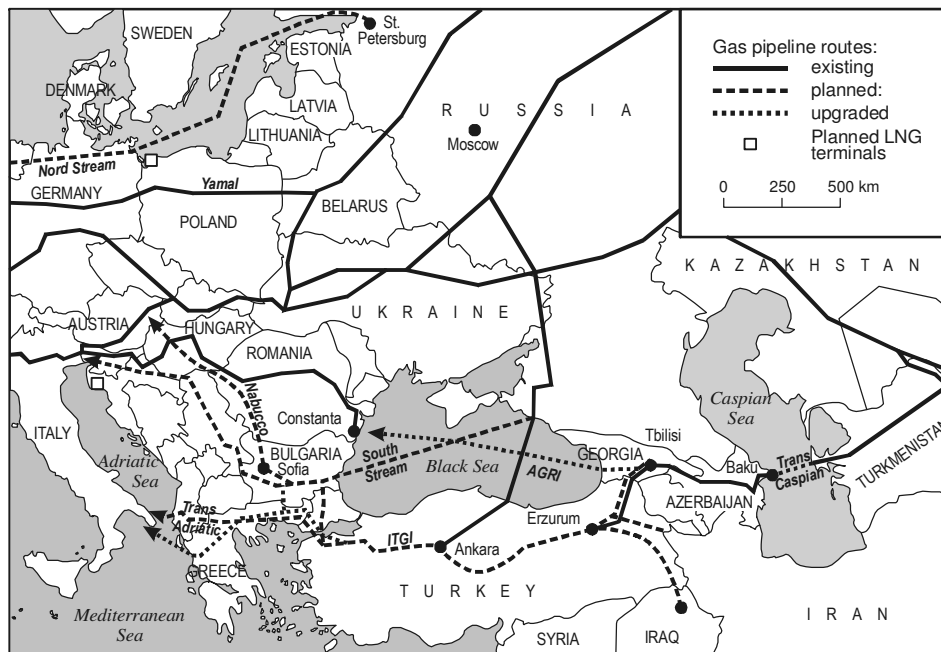 SWEDEN
St.
Petersburg
ESTONIA
DENMARK
LATVIA
LITHUANIA
R U S S I A
Moscow
Nord Stream
GERMANY
Yamal
POLAND
BELARUS
Gas pipeline routes:
existing
planned:
upgraded
Planned LNG
terminals
0 250 500 km
K A Z A K H S T A N
U K R A I N E
AUSTRIA
HUNGARY
ROMANIA
Nabucco
Constanta
Caspian
Sea
ITALY
Adriatic
Sea
BULGARIA
Sofia
South
Stream
Black Sea
AGRI
GEORGIA
Tbilisi
Baku
Trans
Caspian
TURKMENISTAN
AZERBAIJAN
Trans
Adriatic
Erzurum
ITGI
Ankara
GREECE
T U R K E Y
Mediterranean
Sea
SYRIA
IRAQ
I R A N